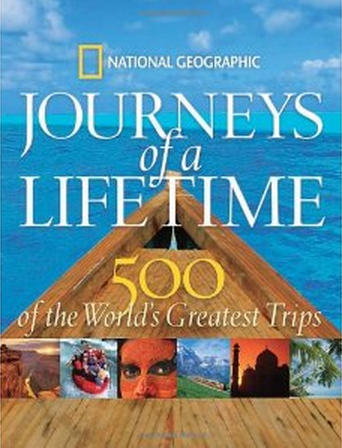 NATIONAL GEOGRAPHIC
JOURNEYS
of a
LIFETIME
500
of the World's Greatest Trips